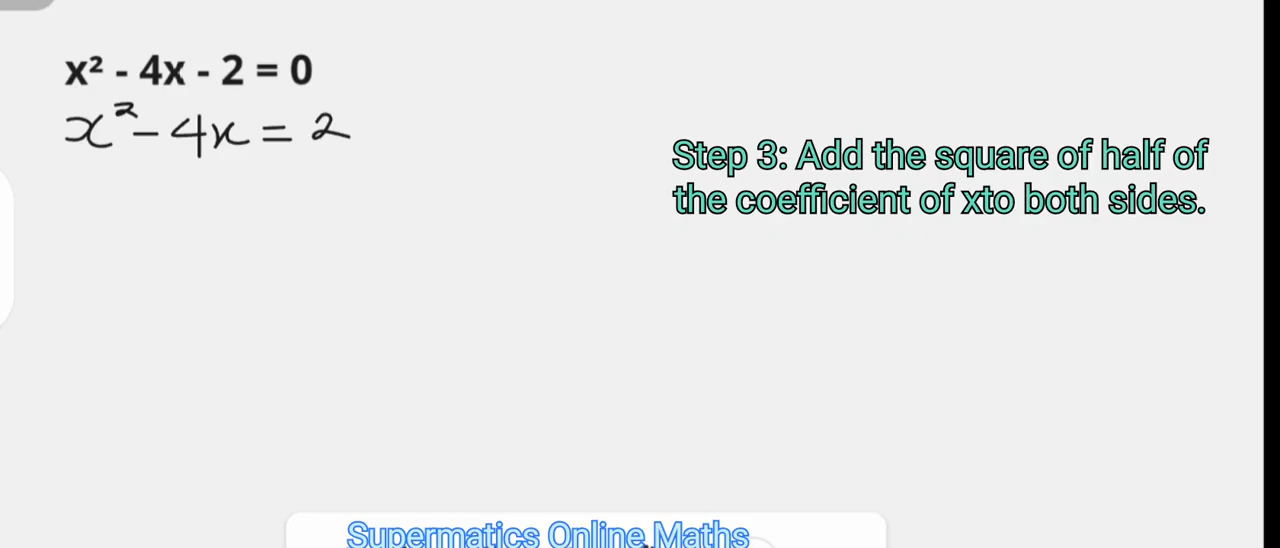 x² - 4x - 2 = 0
x² - 4x = 2
Step 3: Add the square of half of
the coefficient of xto both sides.
Supermatics Online Maths